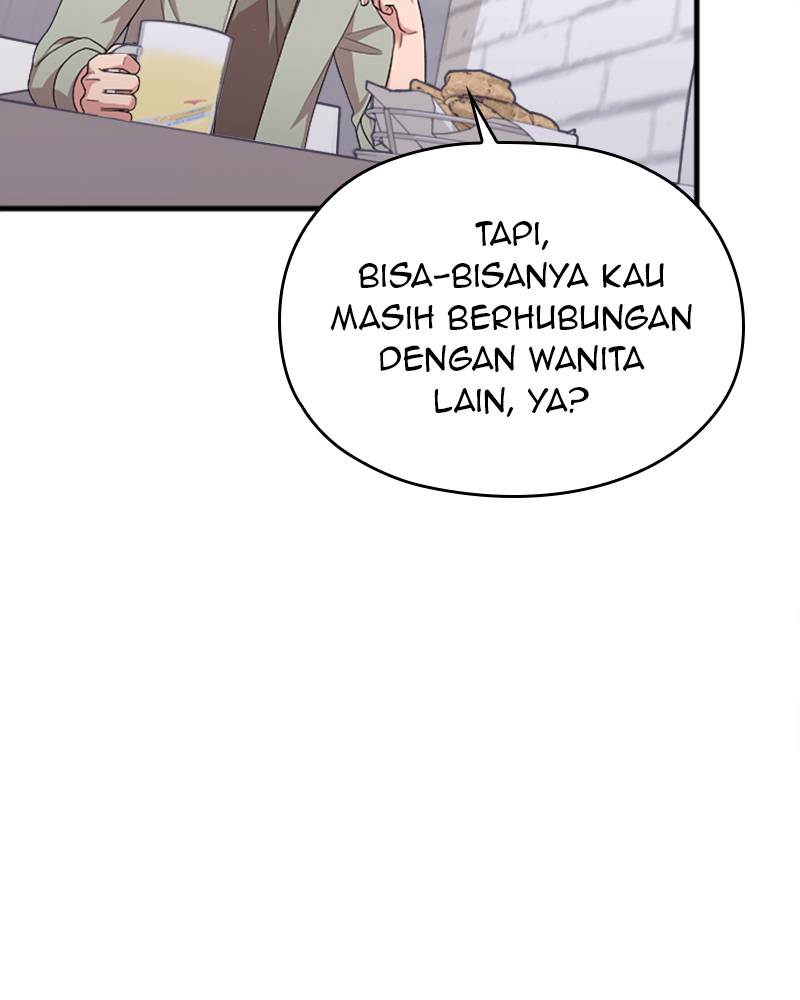 TAPI,
BISA-BISANYA KAU
MASIH BERHUBUNGAN
DENGAN WANITA
LAIN, YA?